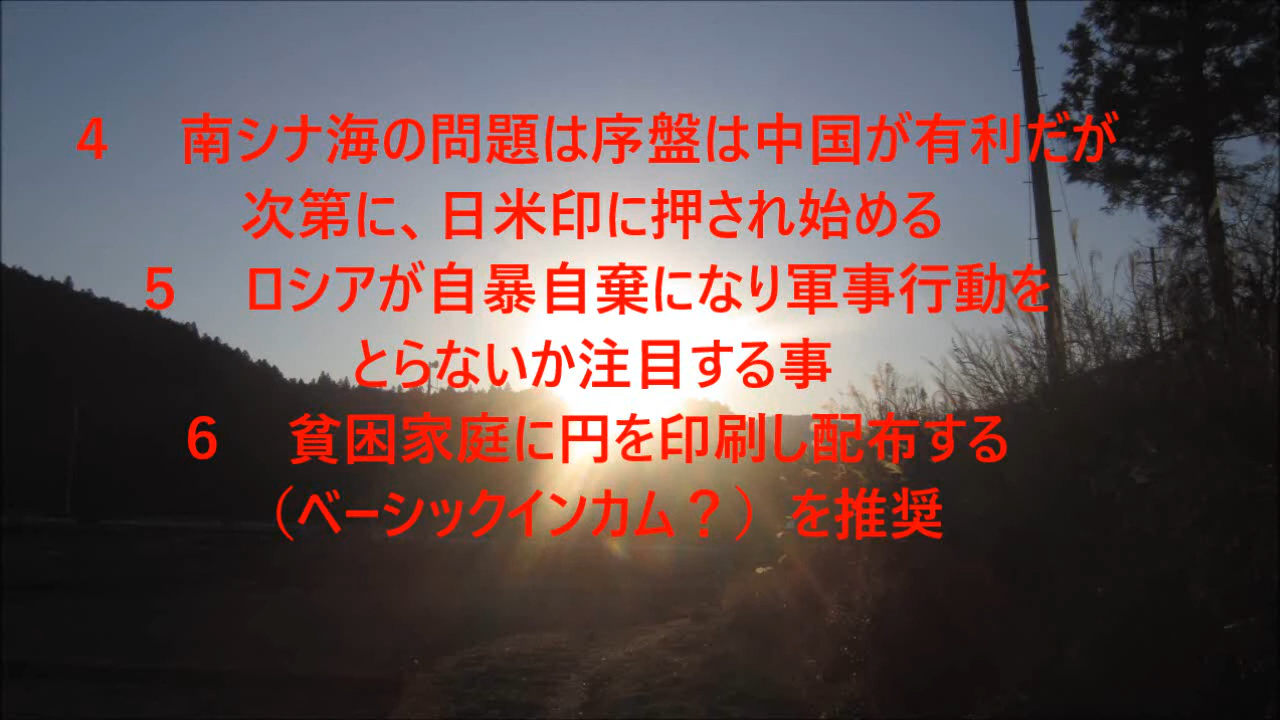 4 南シナ海の問題は序盤は中国が有利だが
次第に、日米印に押され始める
5 ロシアが自暴自棄になり軍事行動を
とらないか注目する事
6 貧困家庭に円を印刷し配布する
（ベーシックインカム？）を推奨